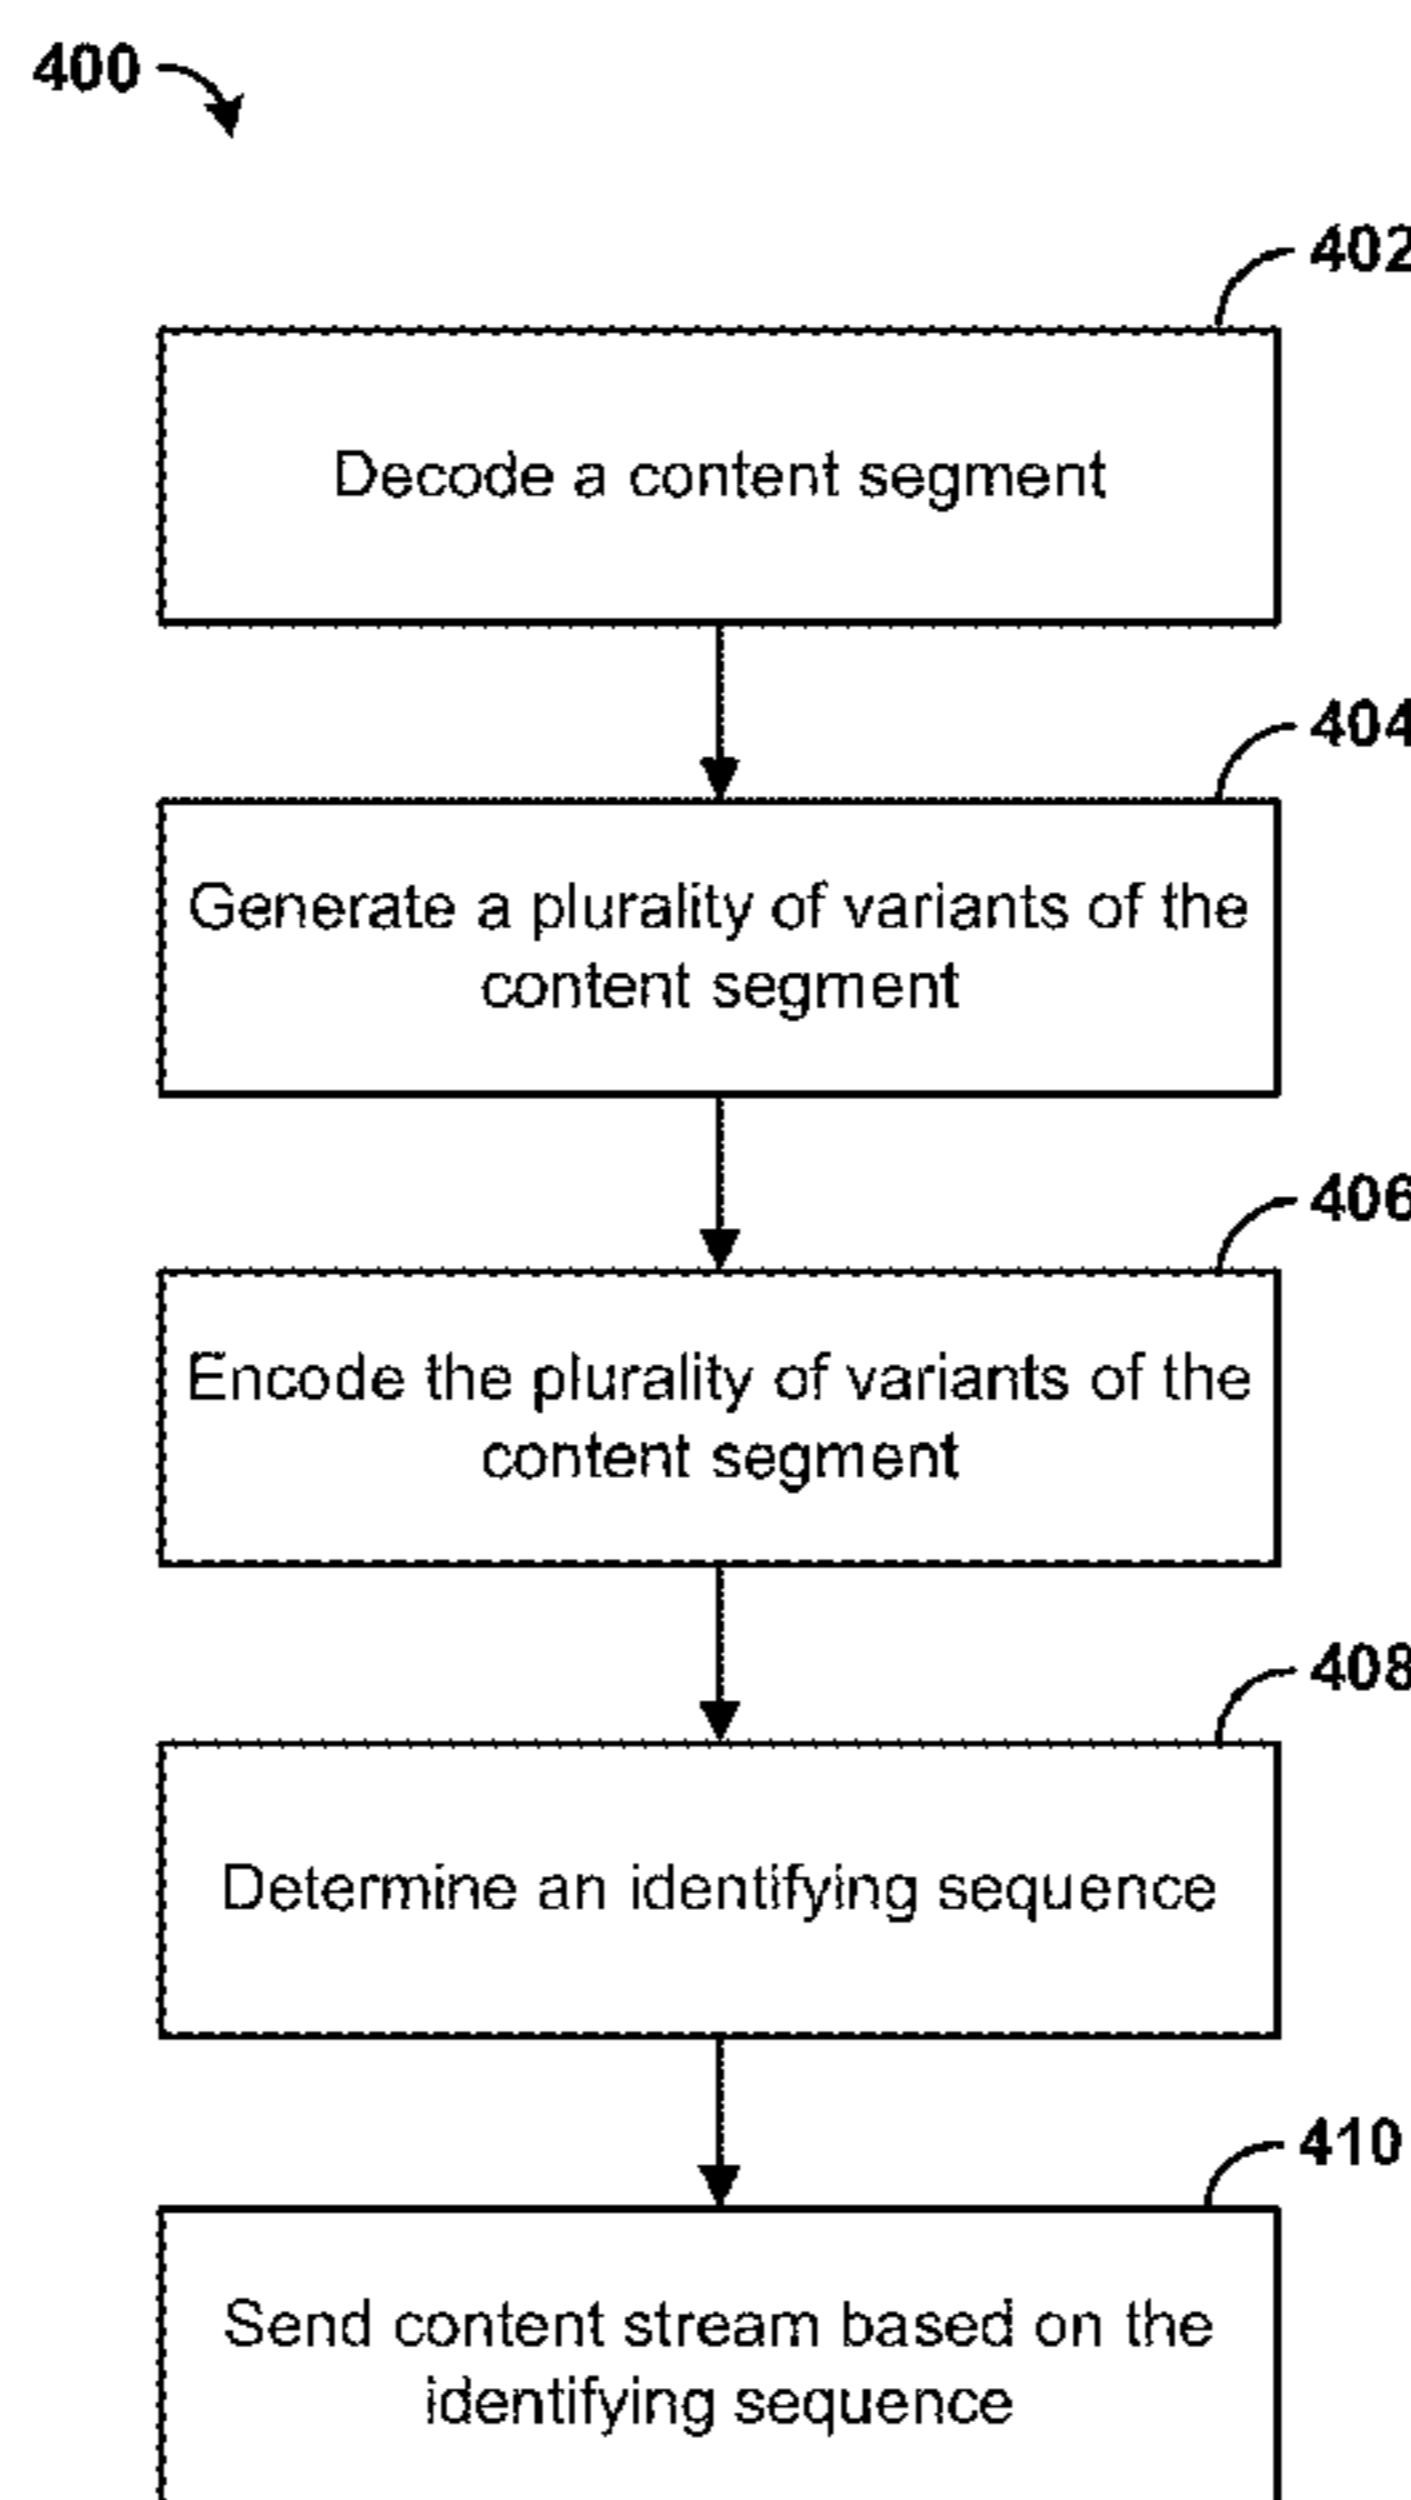 400
402
Decode a content segment
404
Generate a plurality of variants of the
content segment
406
Encode the plurality of variants of the
content segment
408
Determine an identifying sequence
410
Send content stream based on the
identifying sequence